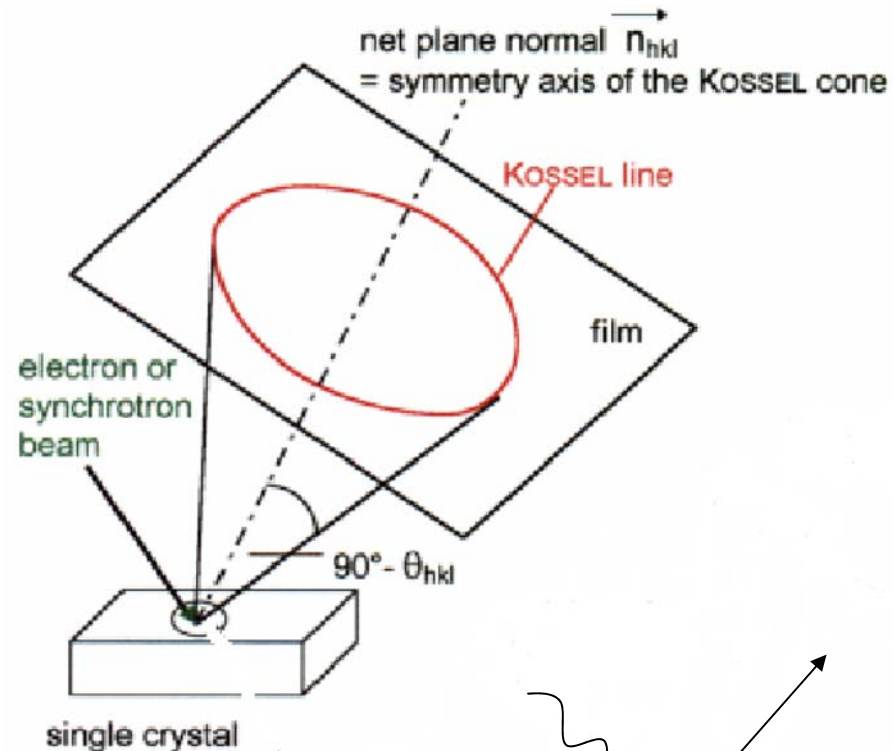 net plane normal n_hkl
= symmetry axis of the KOSSEL cone
KOSSEL line
film
electron or
synchrotron
beam
90°- θ_hkl
single crystal